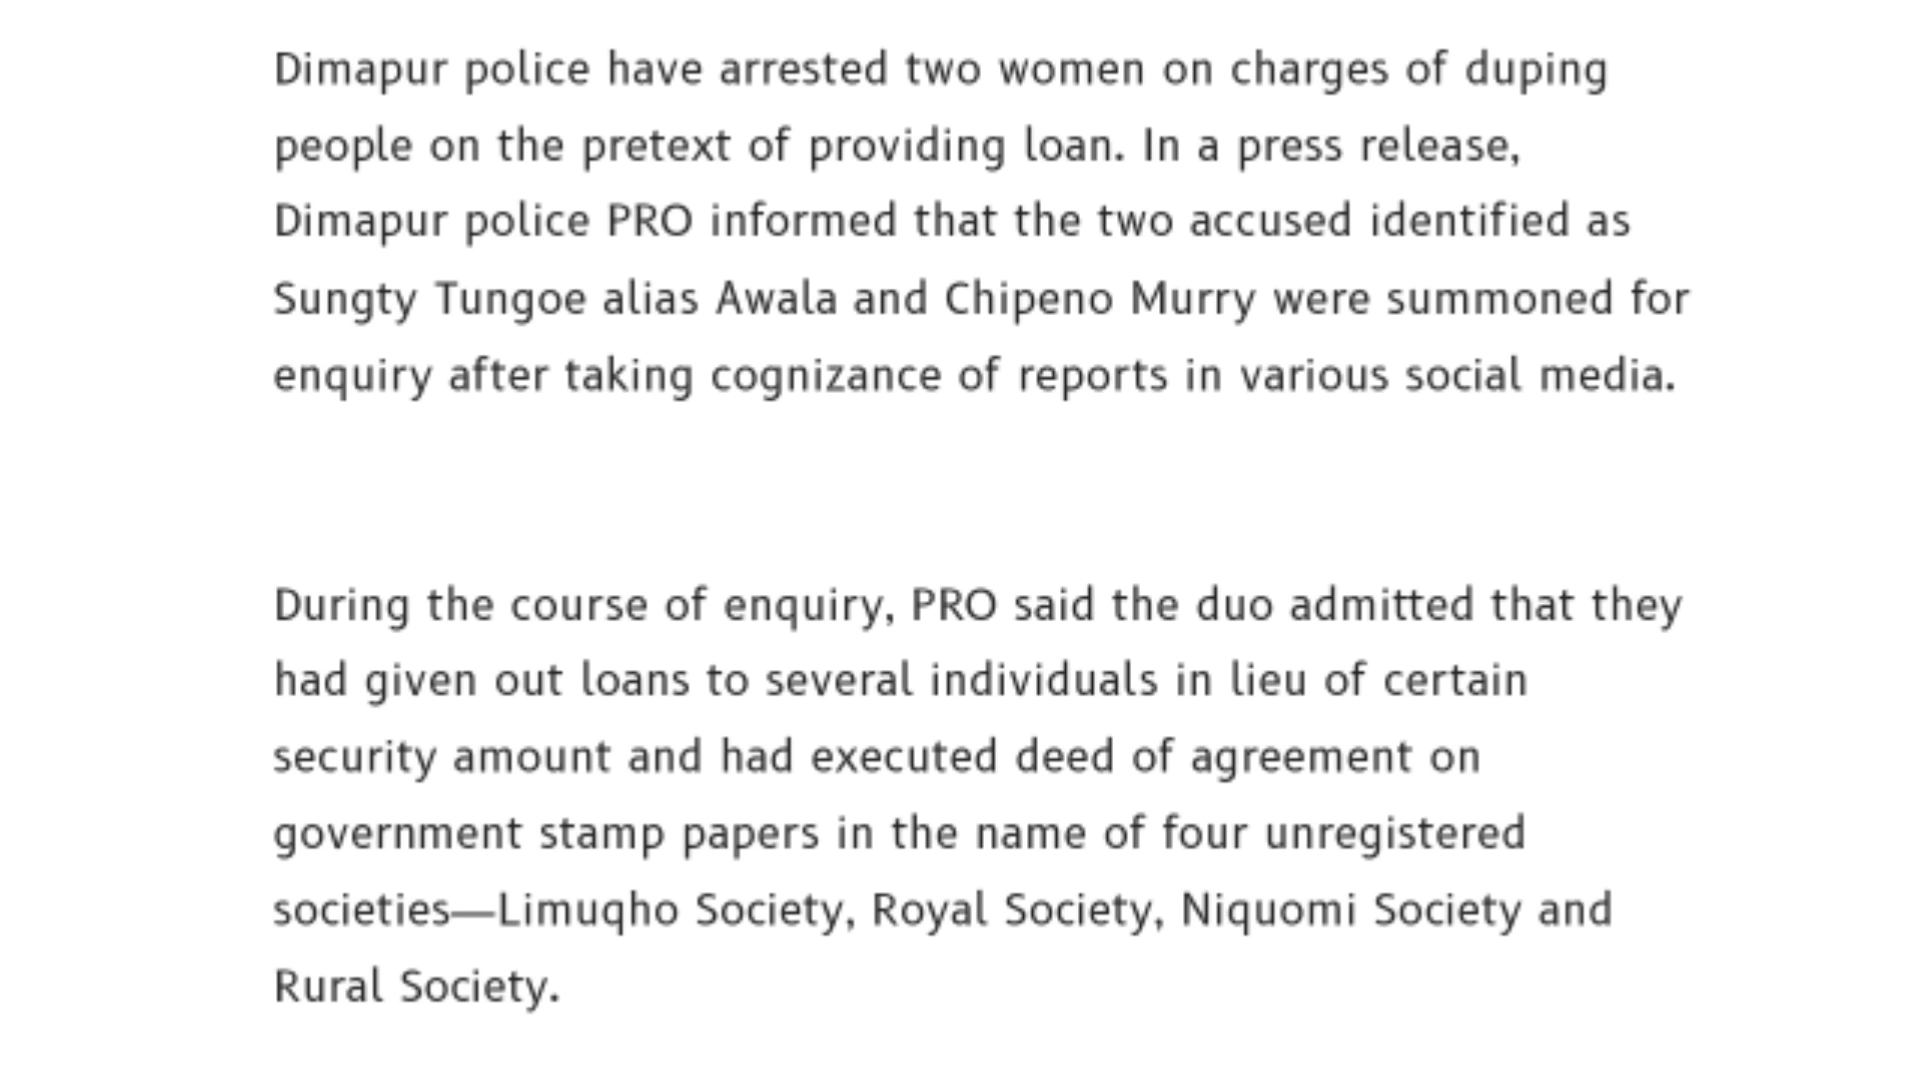 Dimapur police have arrested two women on charges of duping
people on the pretext of providing loan. In a press release,
Dimapur police PRO informed that the two accused identified as
Sungty Tungoe alias Awala and Chipeno Murry were summoned for
enquiry after taking cognizance of reports in various social media.
During the course of enquiry, PRO said the duo admitted that they
had given out loans to several individuals in lieu of certain
security amount and had executed deed of agreement on
government stamp papers in the name of four unregistered
societies—Limuqho Society, Royal Society, Niquomi Society and
Rural Society.